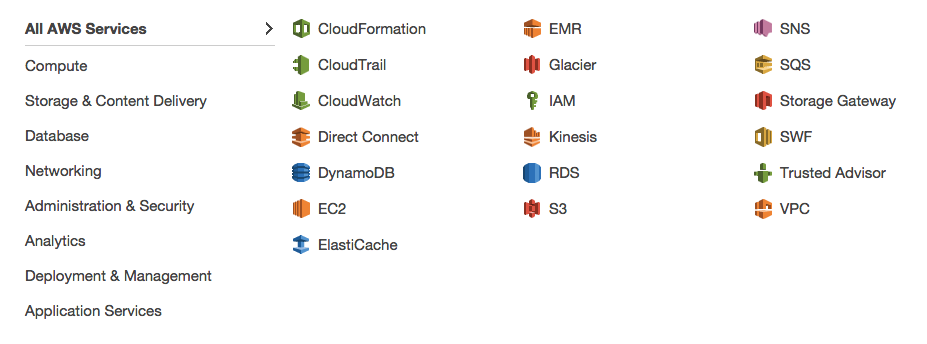 All AWS Services
Compute
Storage & Content Delivery
Database
Networking
Administration & Security
Analytics
Deployment & Management
Application Services
CloudFormation
CloudTrail
CloudWatch
Direct Connect
DynamoDB
EC2
ElastiCache
EMR
Glacier
IAM
Kinesis
RDS
S3
SNS
SQS
Storage Gateway
SWF
Trusted Advisor
VPC